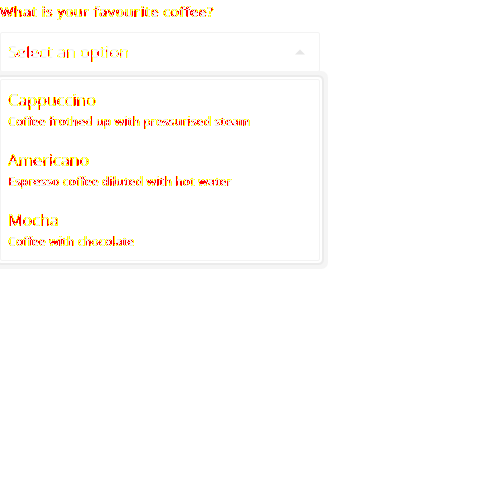 What is your favourite coffee?
Select an option
Cappuccino
Coffee frothed up with pressurised steam
Americano
Espresso coffee diluted with hot water
Mocha
Coffee with chocolate